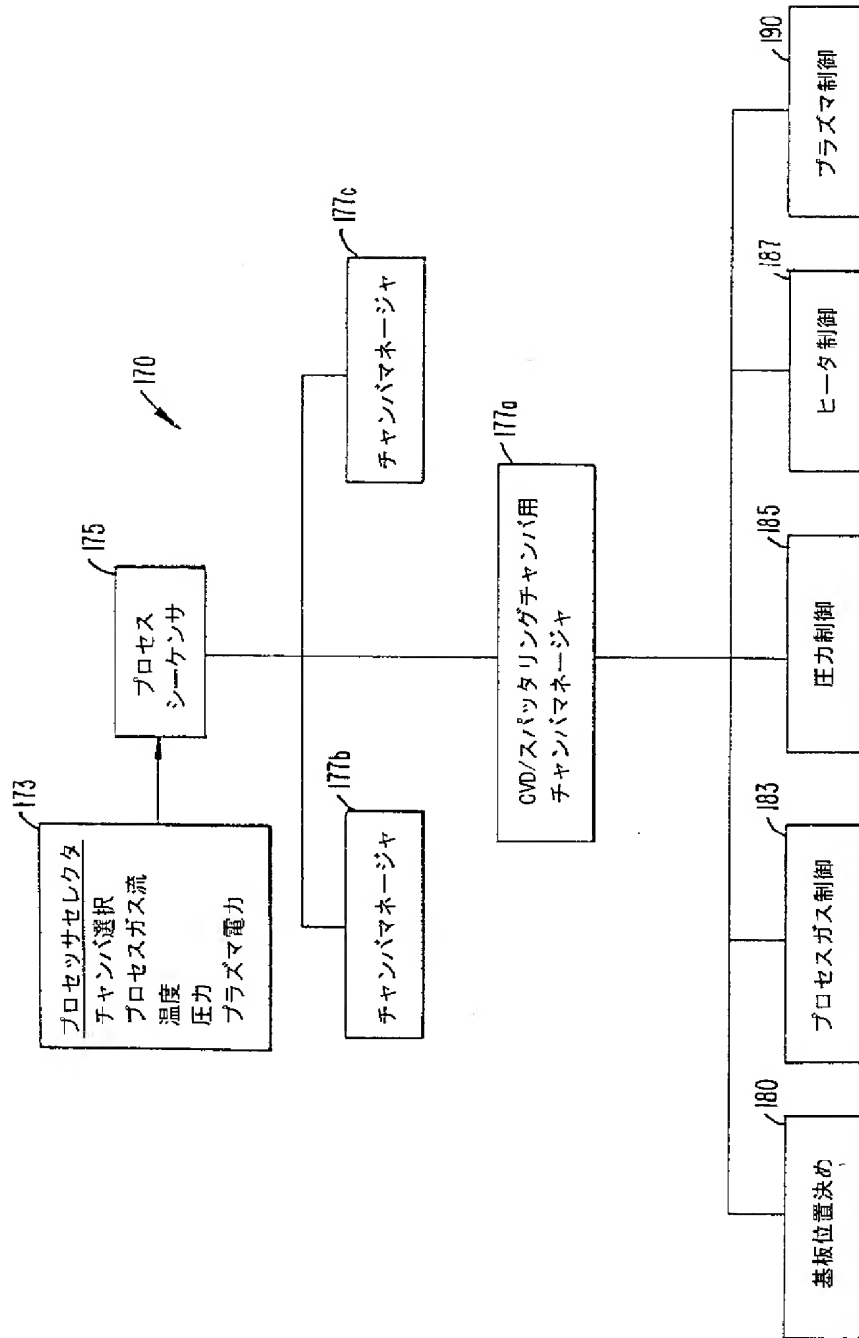 170
173
プロセッサセレクタ
チャンバ選択
プロセスガス流
温度
圧力
プラズマ電力
175
プロセス
シーケンサ
177b
チャンバマネージャ
177c
チャンバマネージャ
177a
CVD/スパッタリングチャンバ用
チャンバマネージャ
180
基板位置決め
183
プロセスガス制御
185
圧力制御
187
ヒータ制御
190
プラズマ制御